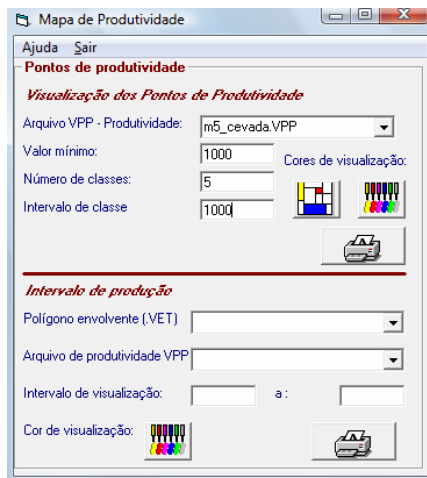 Mapa de Produtividade
Ajuda Sair
Pontos de produtividade
Visualização dos Pontos de Produtividade
Arquivo VPP - Produtividade: m5_cevada.VPP
Valor mínimo: 1000
Cores de visualização:
Número de classes: 5
Intervalo de classe 1000
Intervalo de produção
Polígono envolvente (.VET)
Arquivo de produtividade VPP
Intervalo de visualização: a :
Cor de visualização: